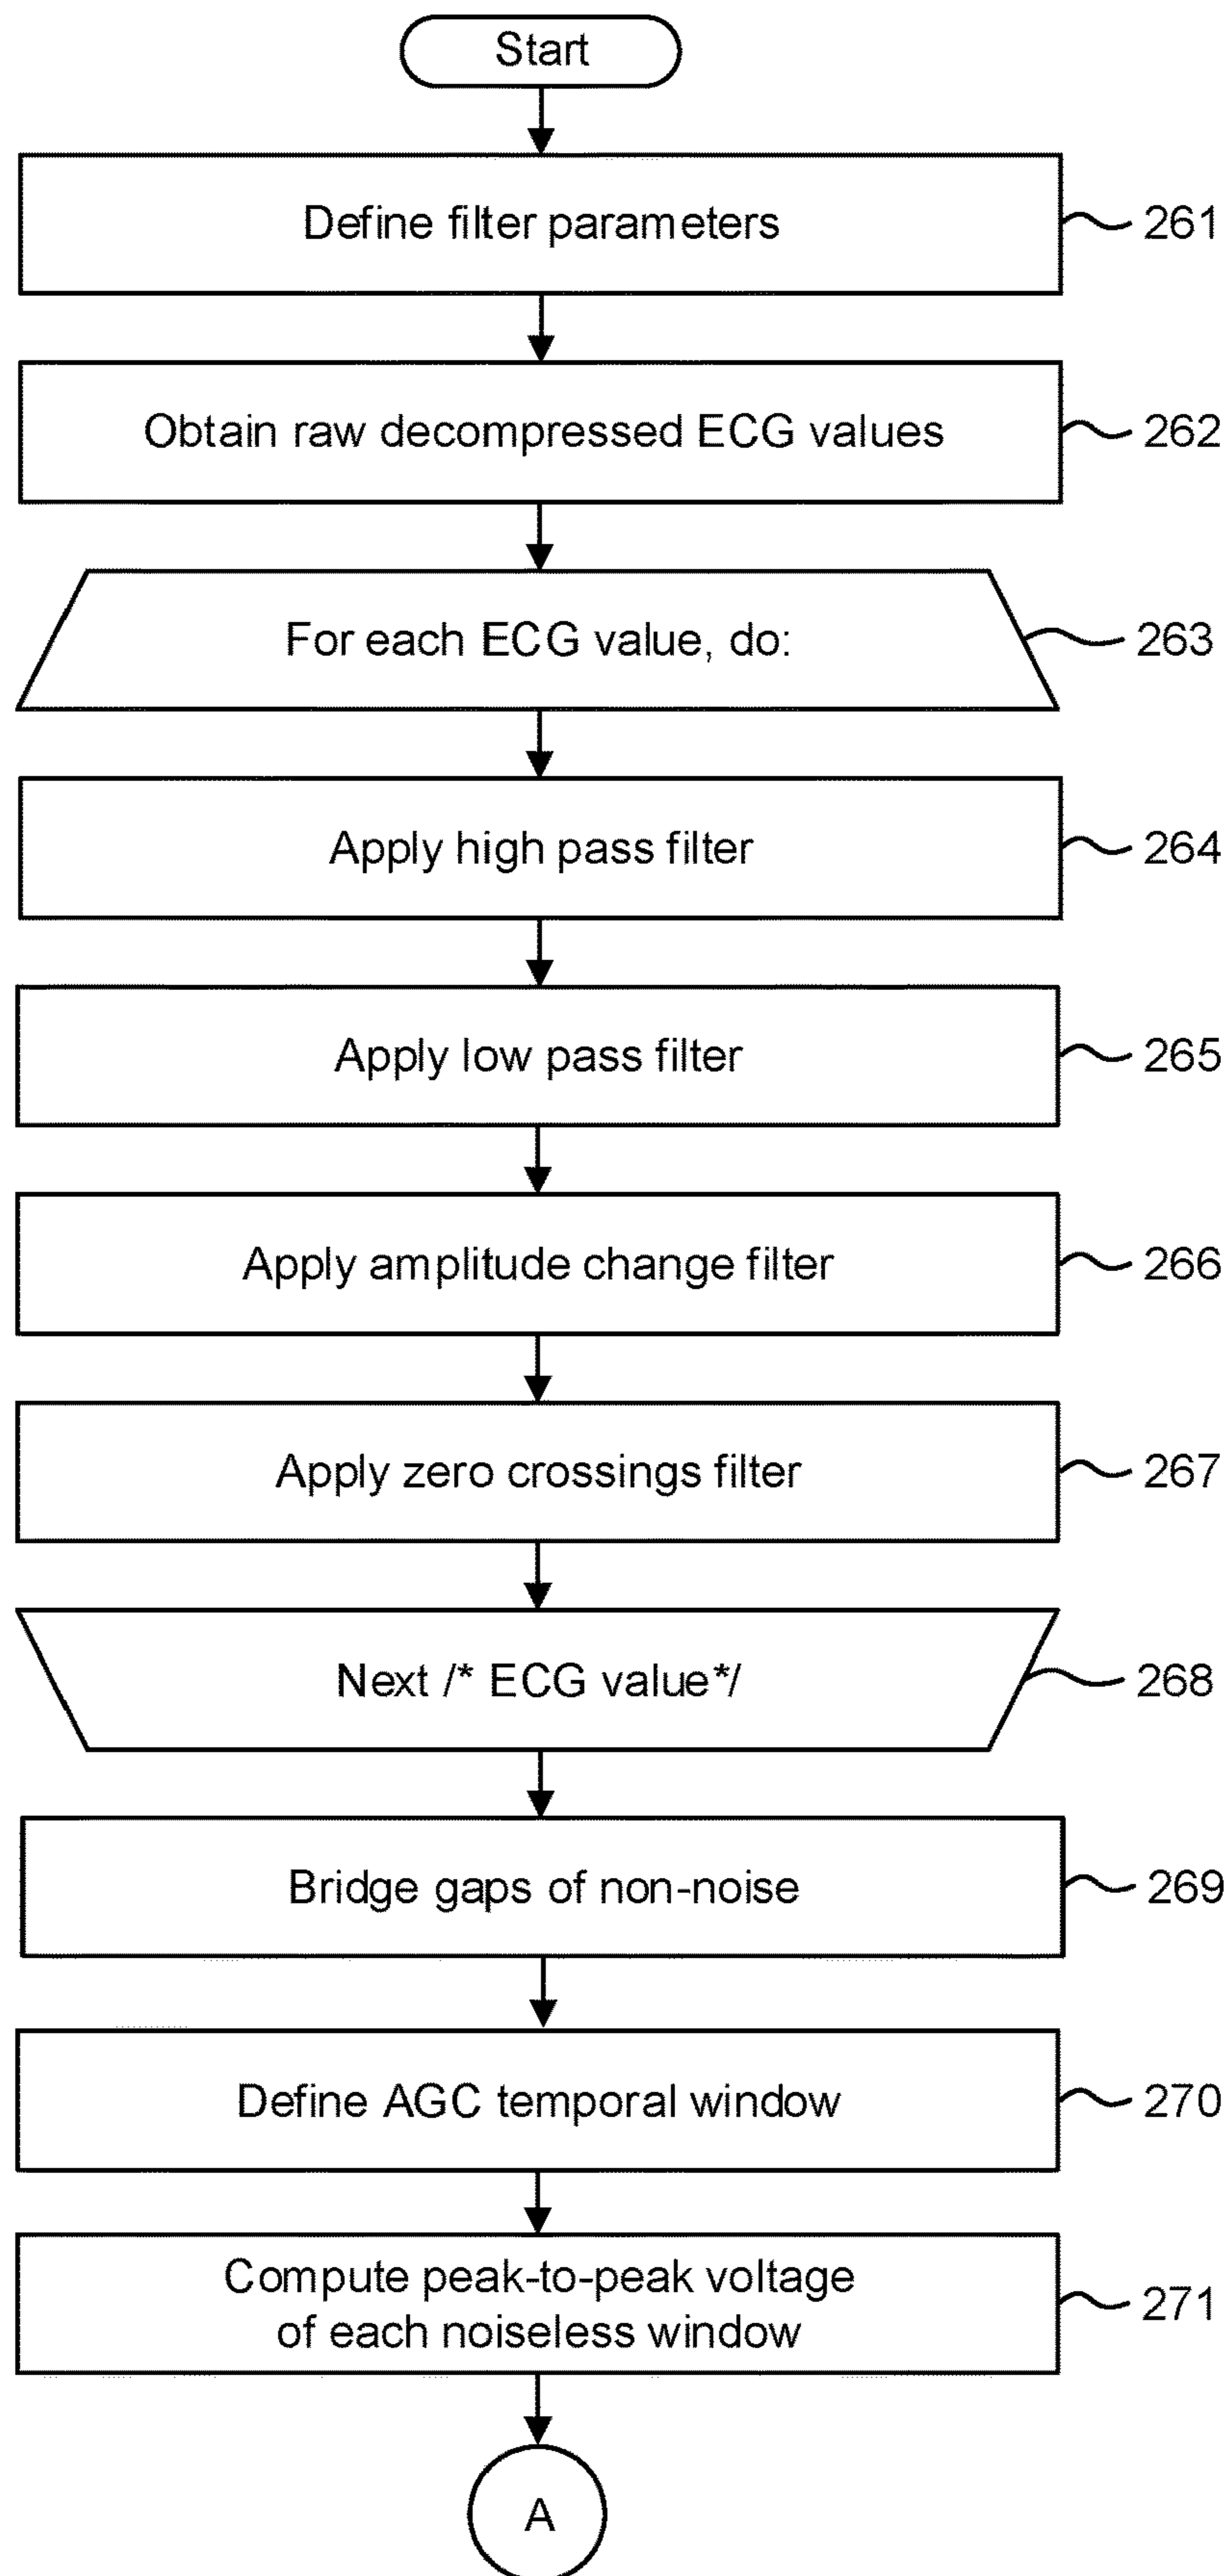 Start
Define filter parameters
261
Obtain raw decompressed ECG values
262
For each ECG value, do:
263
Apply high pass filter
264
Apply low pass filter
265
Apply amplitude change filter
266
Apply zero crossings filter
267
Next /* ECG value*/
268
Bridge gaps of non-noise
269
Define AGC temporal window
270
Compute peak-to-peak voltage
of each noiseless window
271
A